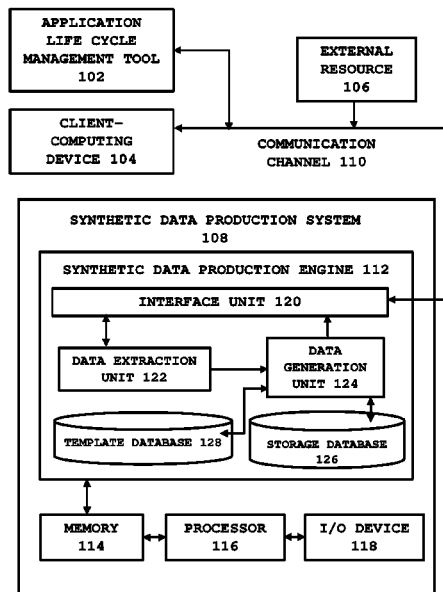 APPLICATION
LIFE CYCLE
MANAGEMENT TOOL
102
EXTERNAL
RESOURCE
106
CLIENT-
COMPUTING
DEVICE 104
COMMUNICATION
CHANNEL 110
SYNTHETIC DATA PRODUCTION SYSTEM
108
SYNTHETIC DATA PRODUCTION ENGINE 112
INTERFACE UNIT 120
DATA EXTRACTION
UNIT 122
DATA
GENERATION
UNIT 124
TEMPLATE DATABASE 128
STORAGE DATABASE
126
MEMORY
114
PROCESSOR
116
I/O DEVICE
118